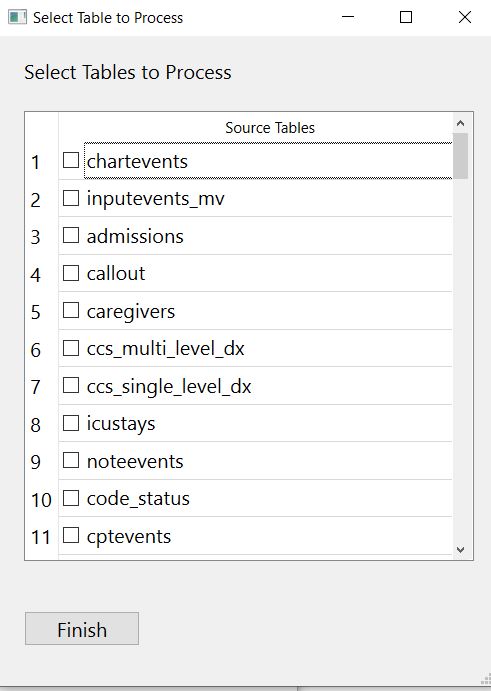 Select Table to Process
Select Tables to Process
Source Tables
1 chartevents
2 inputevents_mv
3 admissions
4 callout
5 caregivers
6 ccs_multi_level_dx
7 ccs_single_level_dx
8 icustays
9 noteevents
10 code_status
11 cptevents
Finish